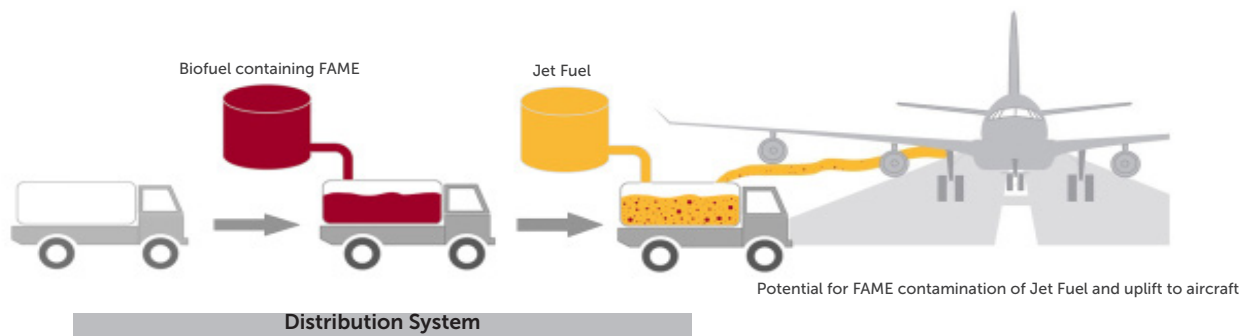 Biofuel containing FAME
Jet Fuel
Potential for FAME contamination of Jet Fuel and uplift to aircraft
Distribution System